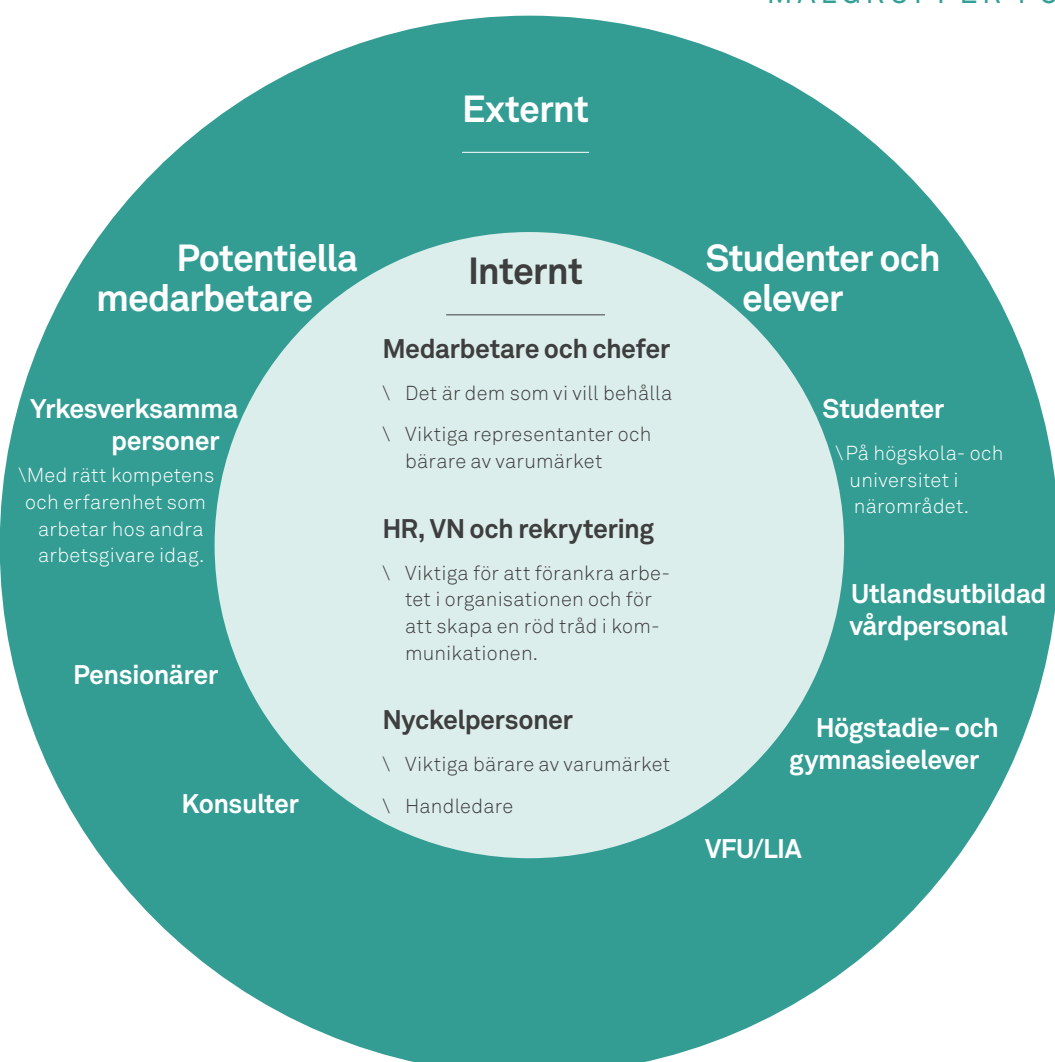 MÅLGRUPPER FÖ
Externt
Potentiella
medarbetare
Yrkesverksamma
personer
\Med rätt kompetens
och erfarenhet som
arbetar hos andra
arbetsgivare idag.
Pensionärer
Konsulter
Internt
Medarbetare och chefer
\ Det är dem som vi vill behålla
\ Viktiga representanter och
bärare av varumärket
HR, VN och rekrytering
\ Viktiga för att förankra arbe-
tet i organisationen och för
att skapa en röd tråd i kom-
munikationen.
Nyckelpersoner
\ Viktiga bärare av varumärket
\ Handledare
Studenter och
elever
Studenter
\På högskola- och
universitet i
närområdet.
Utlandsutbildad
vårdpersonal
Högstadie- och
gymnasieelever
VFU/LIA